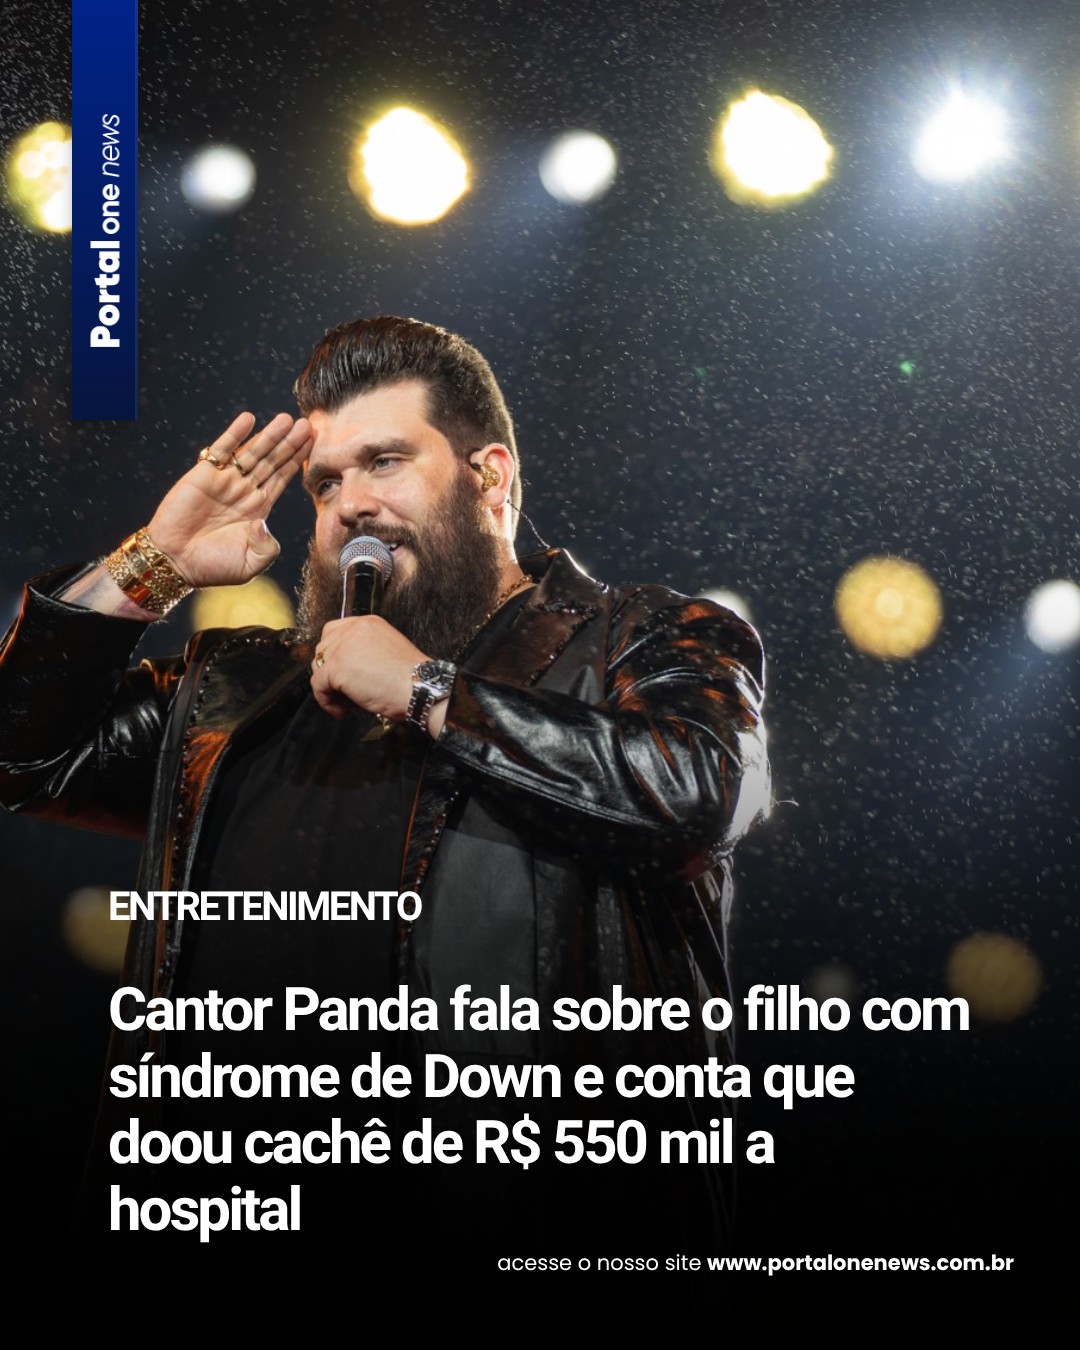 Portal one news
ENTRETENIMENTO
Cantor Panda fala sobre o filho com
síndrome de Down e conta que
doou cachê de R$ 550 mil a
hospital
acesse o nosso site www.portalonenews.com.br